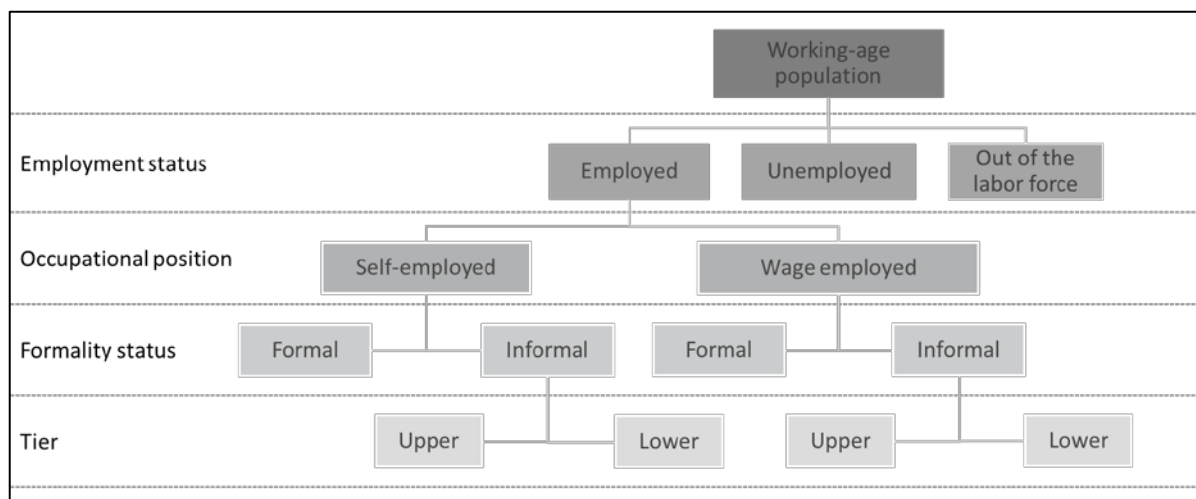 Working-age
population
Employment status
Employed
Unemployed
Out of the
labor force
Occupational position
Self-employed
Wage employed
Formality status
Formal
Informal
Formal
Informal
Tier
Upper
Lower
Upper
Lower